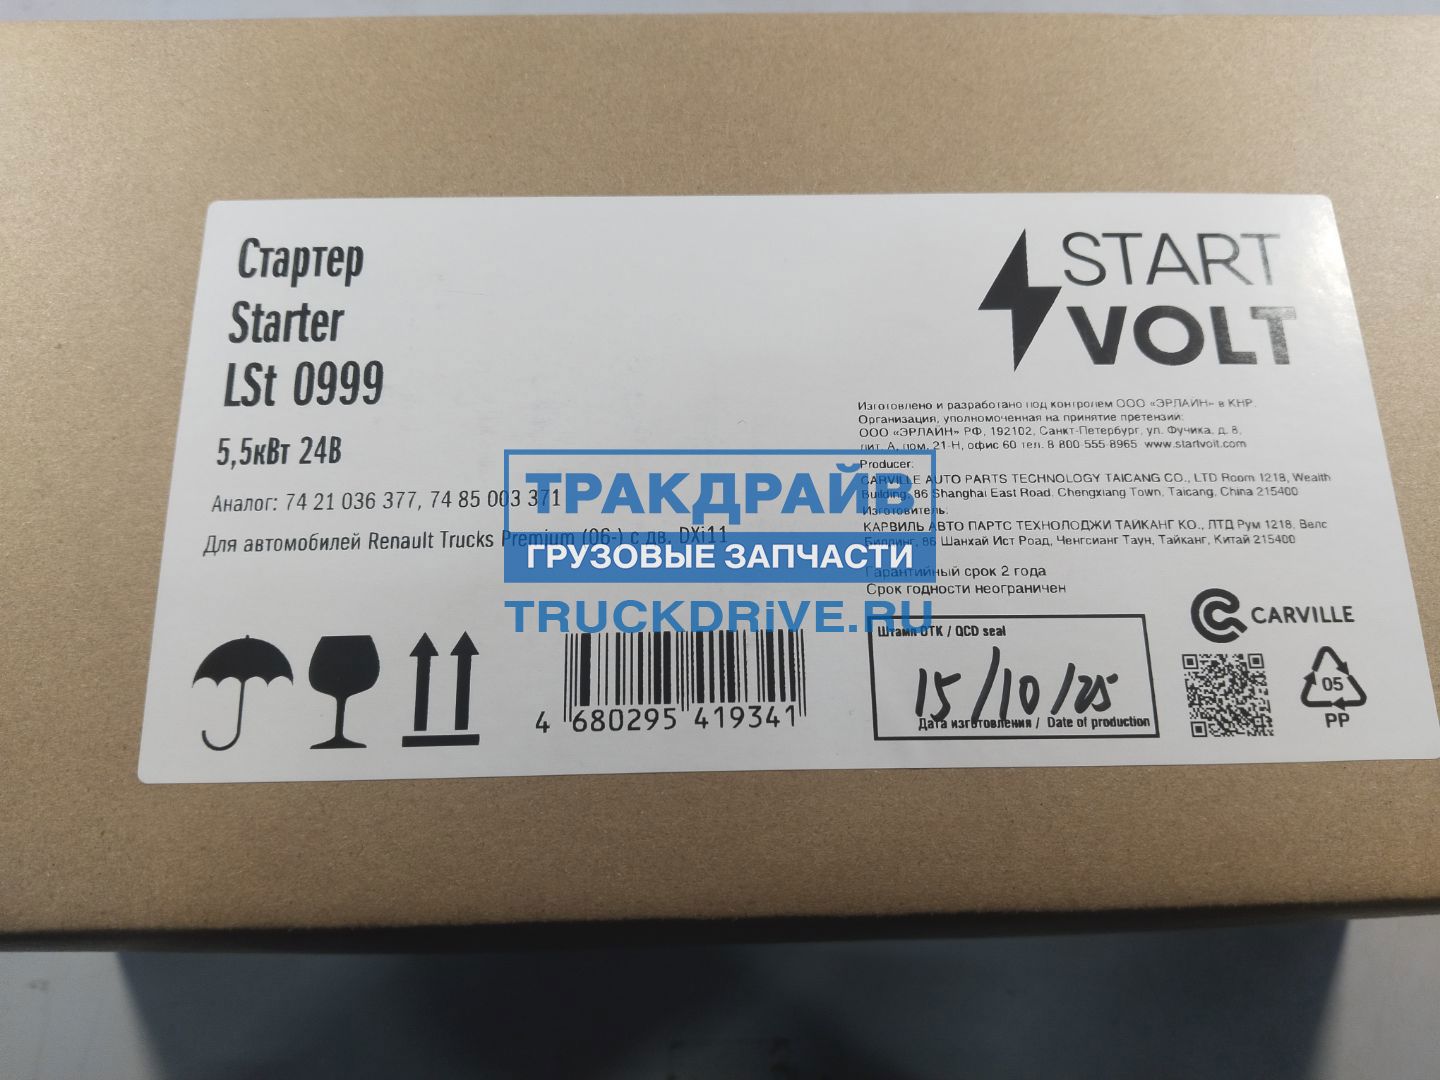 Стартер
Starter
LSt 0999
5,5кВт 24В
Аналог: 74 21 036 377, 74 85 003 371
Для автомобилей Renault Trucks Premium (06-) с дв. DXi11
START
VOLT
Изготовлено и разработано под контролем ООО «ЭРЛАЙН» в КНР.
Организация, уполномоченная на принятие претензий:
ООО «ЭРЛАЙН» РФ, 192102, Санкт-Петербург, ул. Фучика, д. 8,
лит. А, пом. 21-Н, офис 60 тел. 8 800 555 8965 www.startvolt.com
Producer:
CARVILLE AUTO PARTS TECHNOLOGY TAICANG CO., LTD Room 1218, Wealth
Building, 86 Shanghai East Road, Chengxiang Town, Taicang, China 215400
Изготовитель:
КАРВИЛЬ АВТО ПАРТС ТЕХНОЛОДЖИ ТАЙКАНГ КО., ЛТД Рум 1218, Велс
Билдинг, 86 Шанхай Ист Роад, Ченгсианг Таун, Тайканг, Китай 215400
Гарантийный срок 2 года
Срок годности неограничен
ТРАКДРАЙВ
ГРУЗОВЫЕ ЗАПЧАСТИ
TRUCKDRiVE.RU
4 680295 419341
Штамп ОТК / QCD seal
15/10/25
Дата изготовления / Date of production
CARVILLE
05
PP